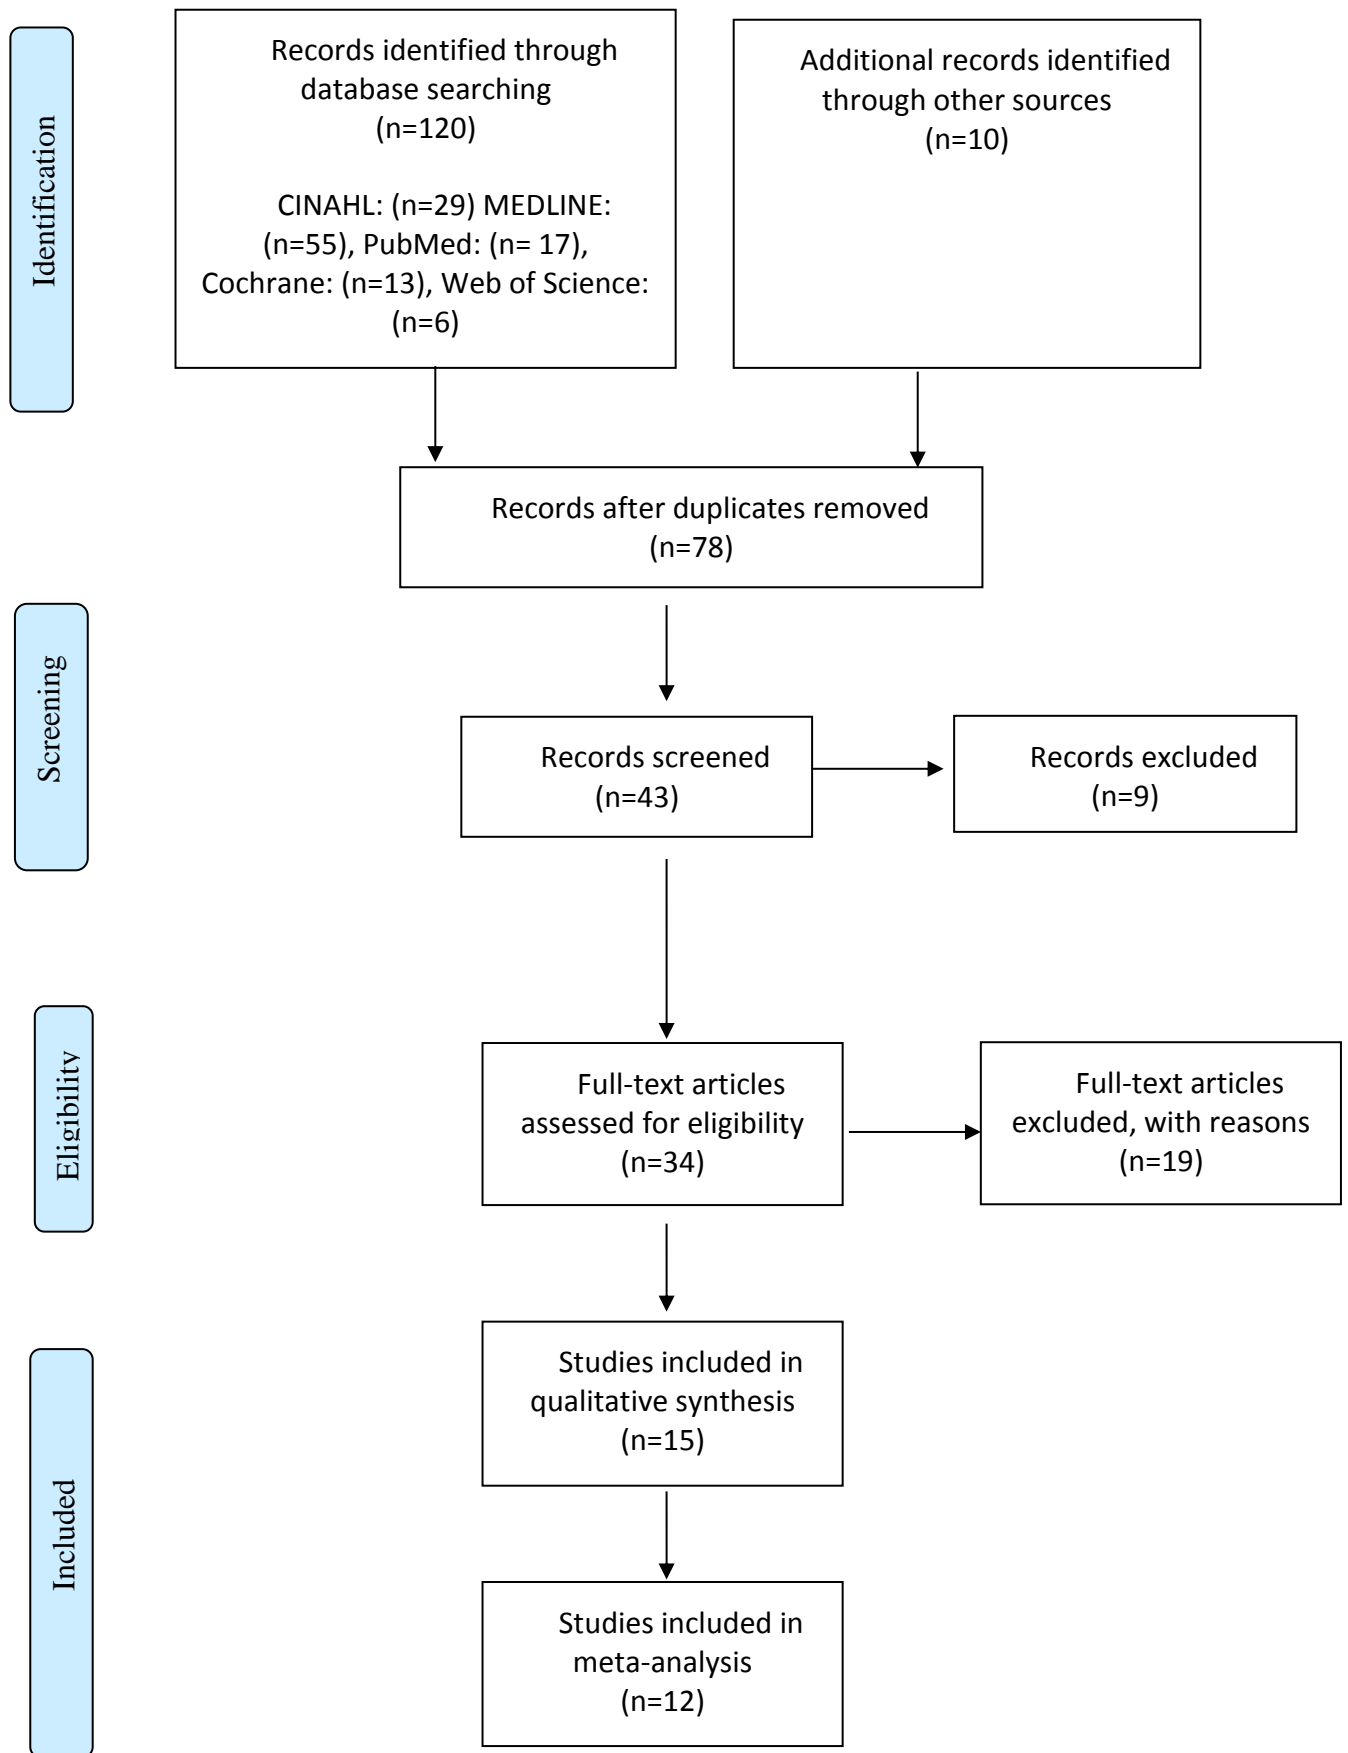 Identification
Records identified through
database searching
(n=120)
CINAHL: (n=29) MEDLINE:
(n=55), PubMed: (n= 17),
Cochrane: (n=13), Web of Science:
(n=6)
Additional records identified
through other sources
(n=10)
Records after duplicates removed
(n=78)
Screening
Records screened
(n=43)
Records excluded
(n=9)
Eligibility
Full-text articles
assessed for eligibility
(n=34)
Full-text articles
excluded, with reasons
(n=19)
Included
Studies included in
qualitative synthesis
(n=15)
Studies included in
meta-analysis
(n=12)